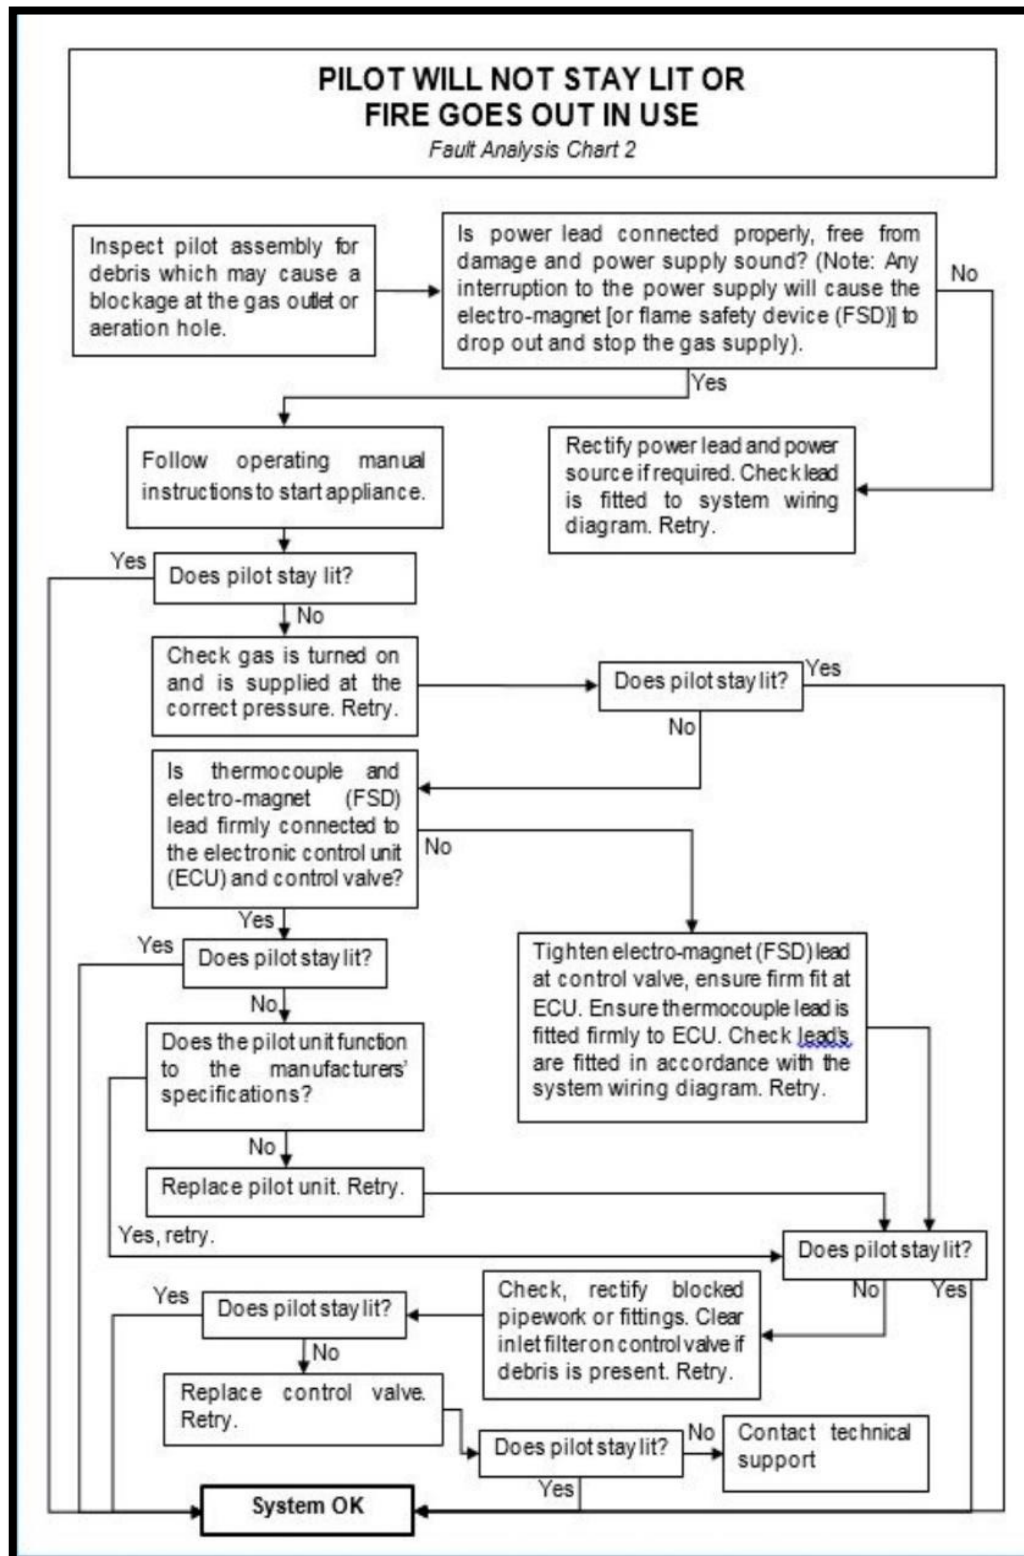 PILOT WILL NOT STAY LIT OR
FIRE GOES OUT IN USE
Fault Analysis Chart 2
Inspect pilot assembly for
debris which may cause a
blockage at the gas outlet or
aeration hole.
Is power lead connected properly, free from
damage and power supply sound? (Note: Any
interruption to the power supply will cause the
electro-magnet [or flame safety device (FSD)] to
drop out and stop the gas supply).
No
Yes
Follow operating manual
instructions to start appliance.
Rectify power lead and power
source if required. Check lead
is fitted to system wiring
diagram. Retry.
Yes
Does pilot stay lit?
No
Check gas is turned on
and is supplied at the
correct pressure. Retry.
Does pilot stay lit?
Yes
No
Is thermocouple and
electro-magnet (FSD)
lead firmly connected to
the electronic control unit
(ECU) and control valve?
No
Yes
Yes
Does pilot stay lit?
No
Tighten electro-magnet (FSD) lead
at control valve, ensure firm fit at
ECU. Ensure thermocouple lead is
fitted firmly to ECU. Check lead's
are fitted in accordance with the
system wiring diagram. Retry.
Does the pilot unit function
to the manufacturers'
specifications?
No
Replace pilot unit. Retry.
Yes, retry.
Does pilot stay lit?
No
Yes
Check, rectify blocked
pipework or fittings. Clear
inlet filter on control valve if
debris is present. Retry.
Yes
Does pilot stay lit?
No
Replace control valve.
Retry.
Does pilot stay lit?
No
Contact technical
support
Yes
System OK